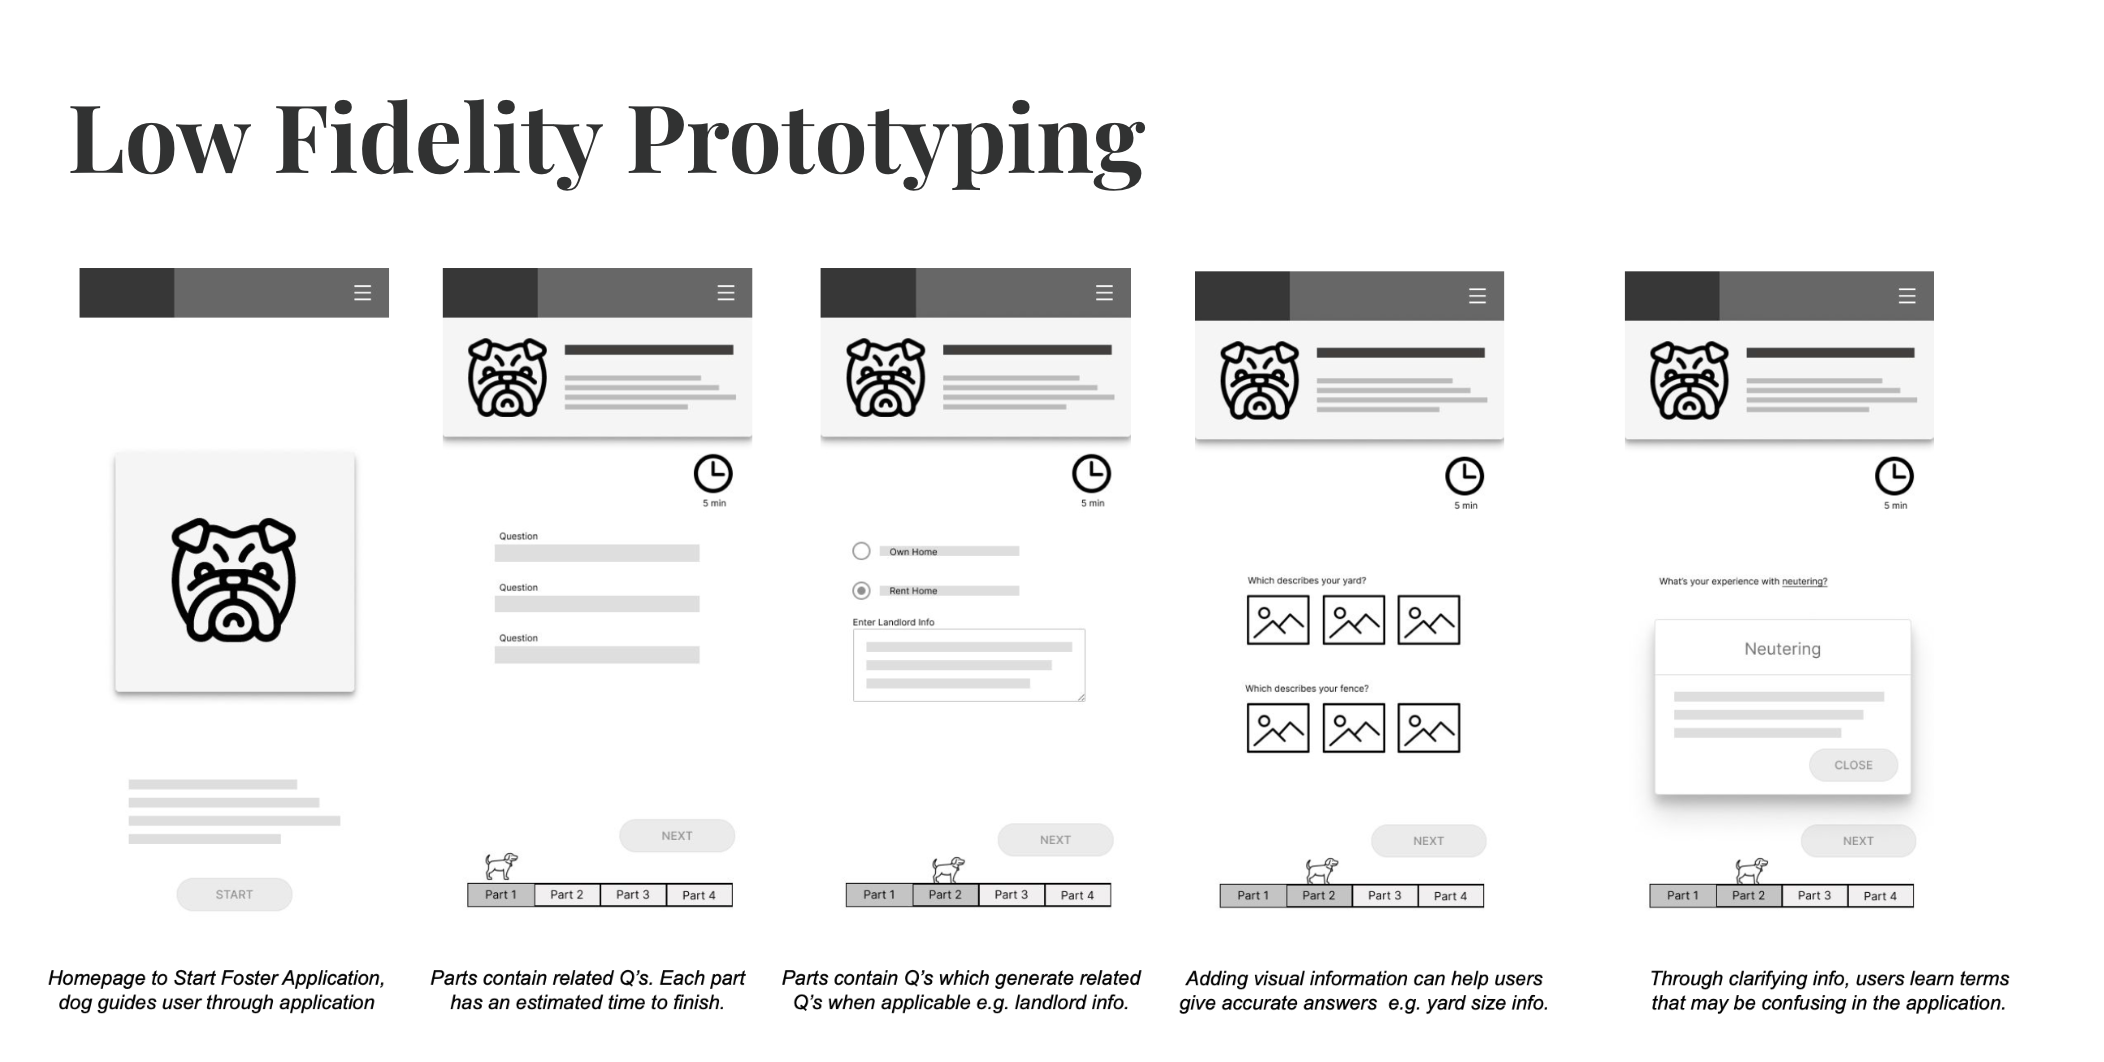 Low Fidelity Prototyping
START
Homepage to Start Foster Application,
dog guides user through application
5 min
Question
Question
Question
NEXT
Part 1 Part 2 Part 3 Part 4
Parts contain related Q's. Each part
has an estimated time to finish.
5 min
Own Home
Rent Home
Enter Landlord Info
NEXT
Part 1 Part 2 Part 3 Part 4
Parts contain Q's which generate related
Q's when applicable e.g. landlord info.
5 min
Which describes your yard?
Which describes your fence?
NEXT
Part 1 Part 2 Part 3 Part 4
Adding visual information can help users
give accurate answers  e.g. yard size info.
5 min
What's your experience with neutering?
Neutering
CLOSE
NEXT
Part 1 Part 2 Part 3 Part 4
Through clarifying info, users learn terms
that may be confusing in the application.